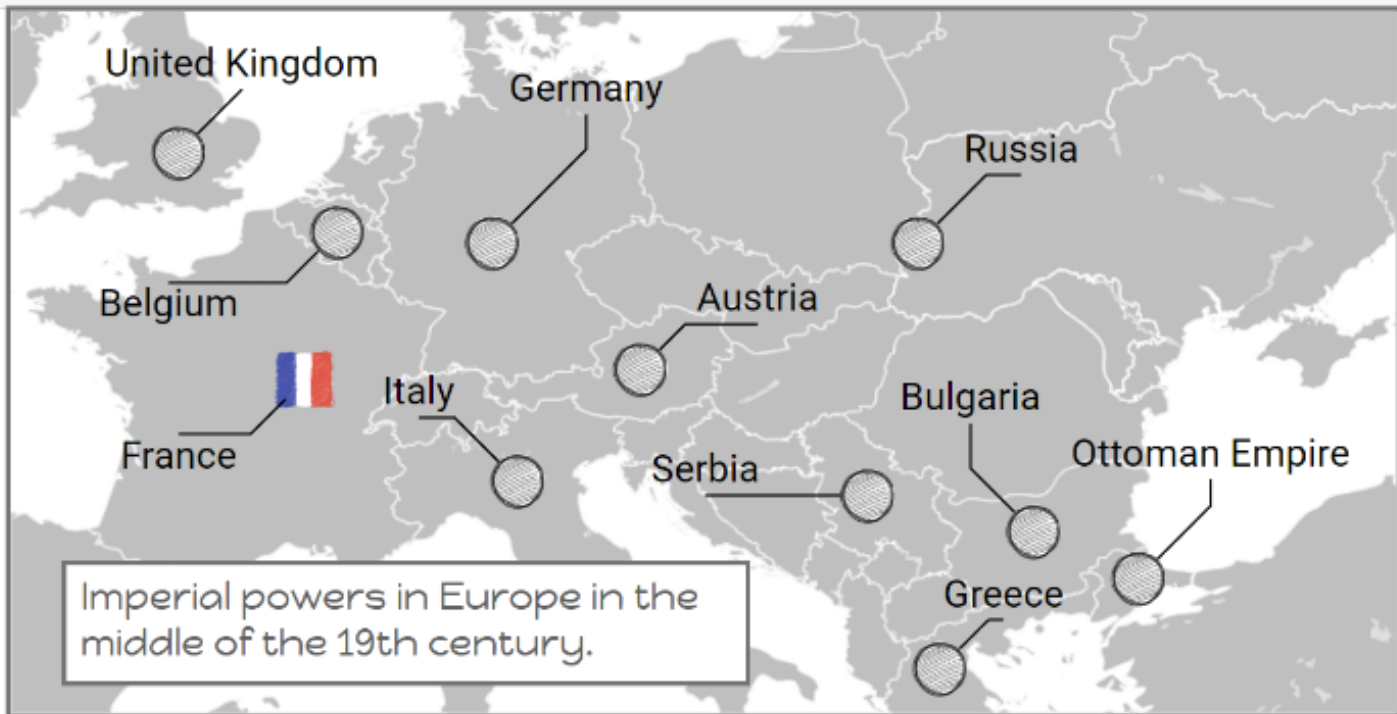 United Kingdom
Germany
Russia
Belgium
Austria
Italy
Bulgaria
France
Serbia
Ottoman Empire
Greece
Imperial powers in Europe in the
middle of the 19th century.